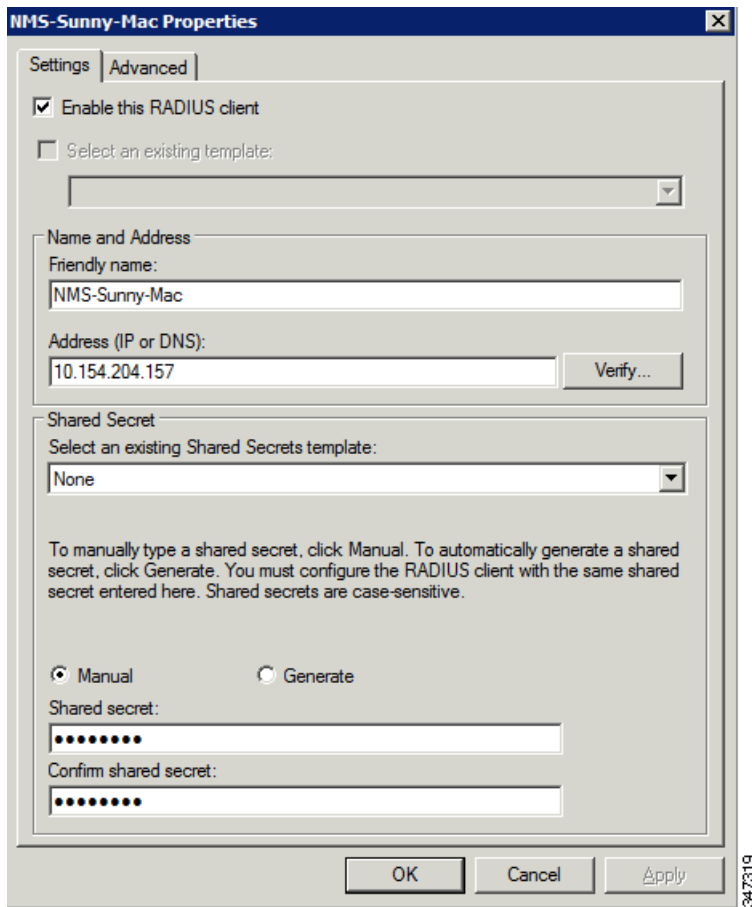 NMS-Sunny-Mac Properties
Settings
Advanced
Enable this RADIUS client
Select an existing template:
Name and Address
Friendly name:
NMS-Sunny-Mac
Address (IP or DNS):
10.154.204.157
Verify...
Shared Secret
Select an existing Shared Secrets template:
None
To manually type a shared secret, click Manual. To automatically generate a shared
secret, click Generate. You must configure the RADIUS client with the same shared
secret entered here. Shared secrets are case-sensitive.
Manual
Generate
Shared secret:
••••••••
Confirm shared secret:
••••••••
OK
Cancel
Apply
347319